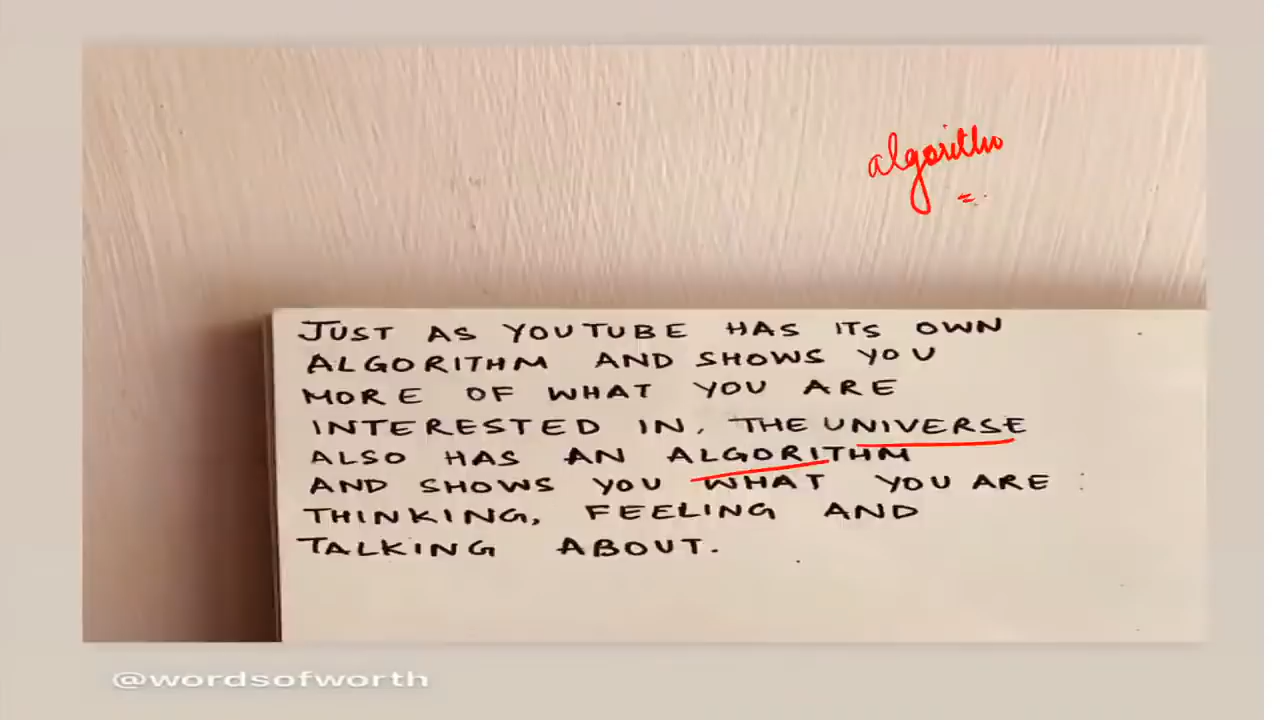 algoritho
JUST AS YOUTUBE HAS ITS OWN
ALGORITHM AND SHOWS YOU
MORE OF WHAT YOU ARE
INTERESTED IN, THE UNIVERSE
ALSO HAS AN ALGORITHM
AND SHOWS YOU WHAT YOU ARE
THINKING, FEELING AND
TALKING ABOUT.
@wordsofworth